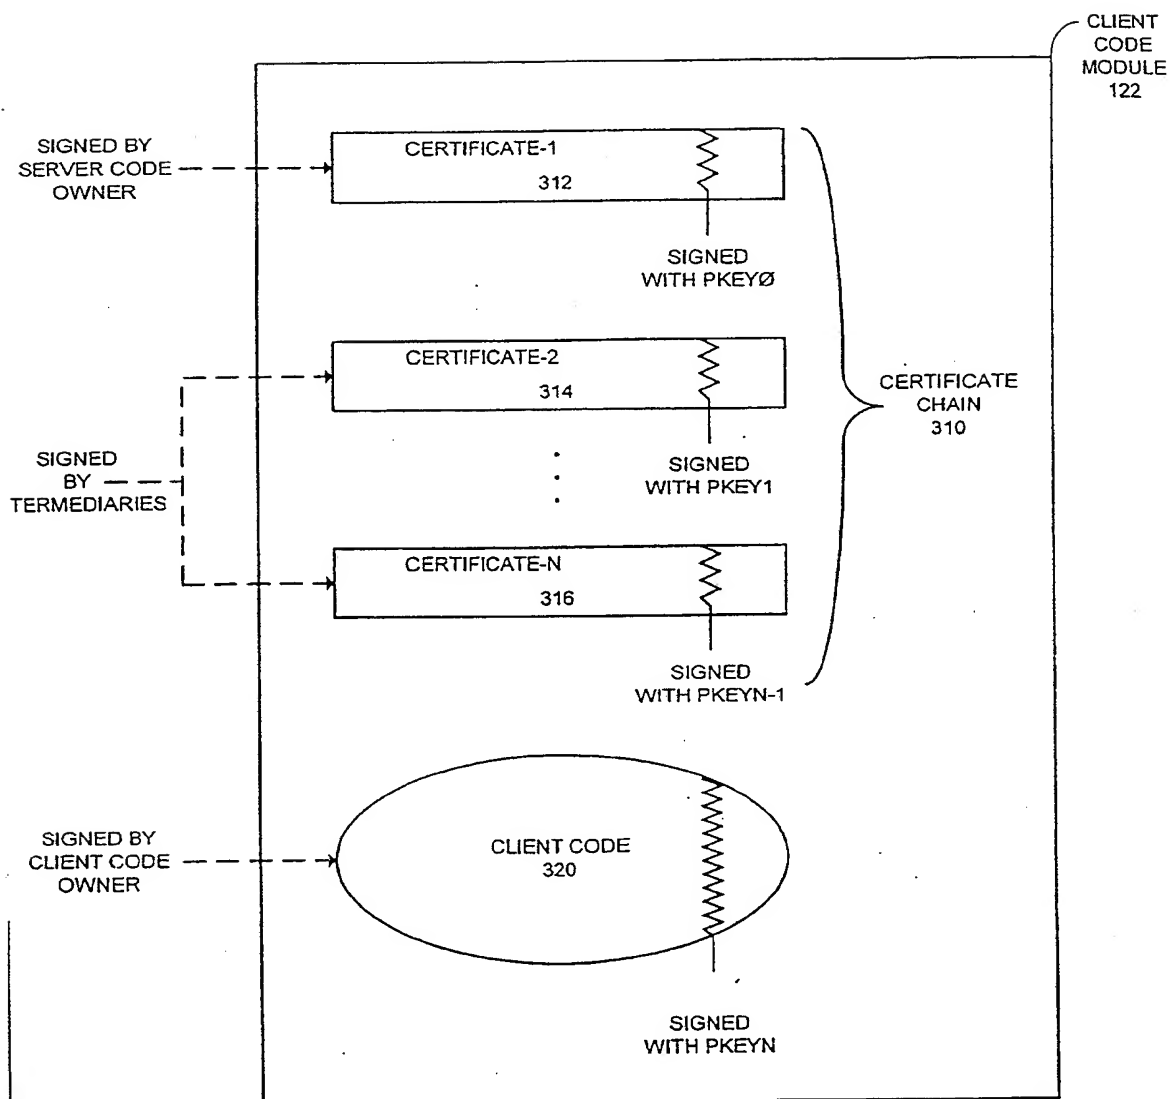 CLIENT
CODE
MODULE
122
SIGNED BY
SERVER CODE
OWNER
CERTIFICATE-1
312
SIGNED
WITH PKEYØ
CERTIFICATE-2
314
SIGNED
WITH PKEY1
CERTIFICATE
CHAIN
310
SIGNED
BY
TERMEDIARIES
CERTIFICATE-N
316
SIGNED
WITH PKEYN-1
SIGNED BY
CLIENT CODE
OWNER
CLIENT CODE
320
SIGNED
WITH PKEYN